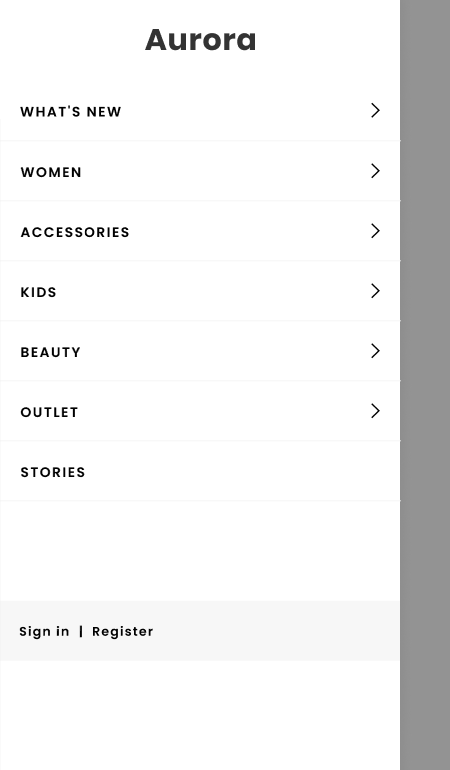 Aurora
WHAT'S NEW
WOMEN
ACCESSORIES
KIDS
BEAUTY
OUTLET
STORIES
Sign in | Register